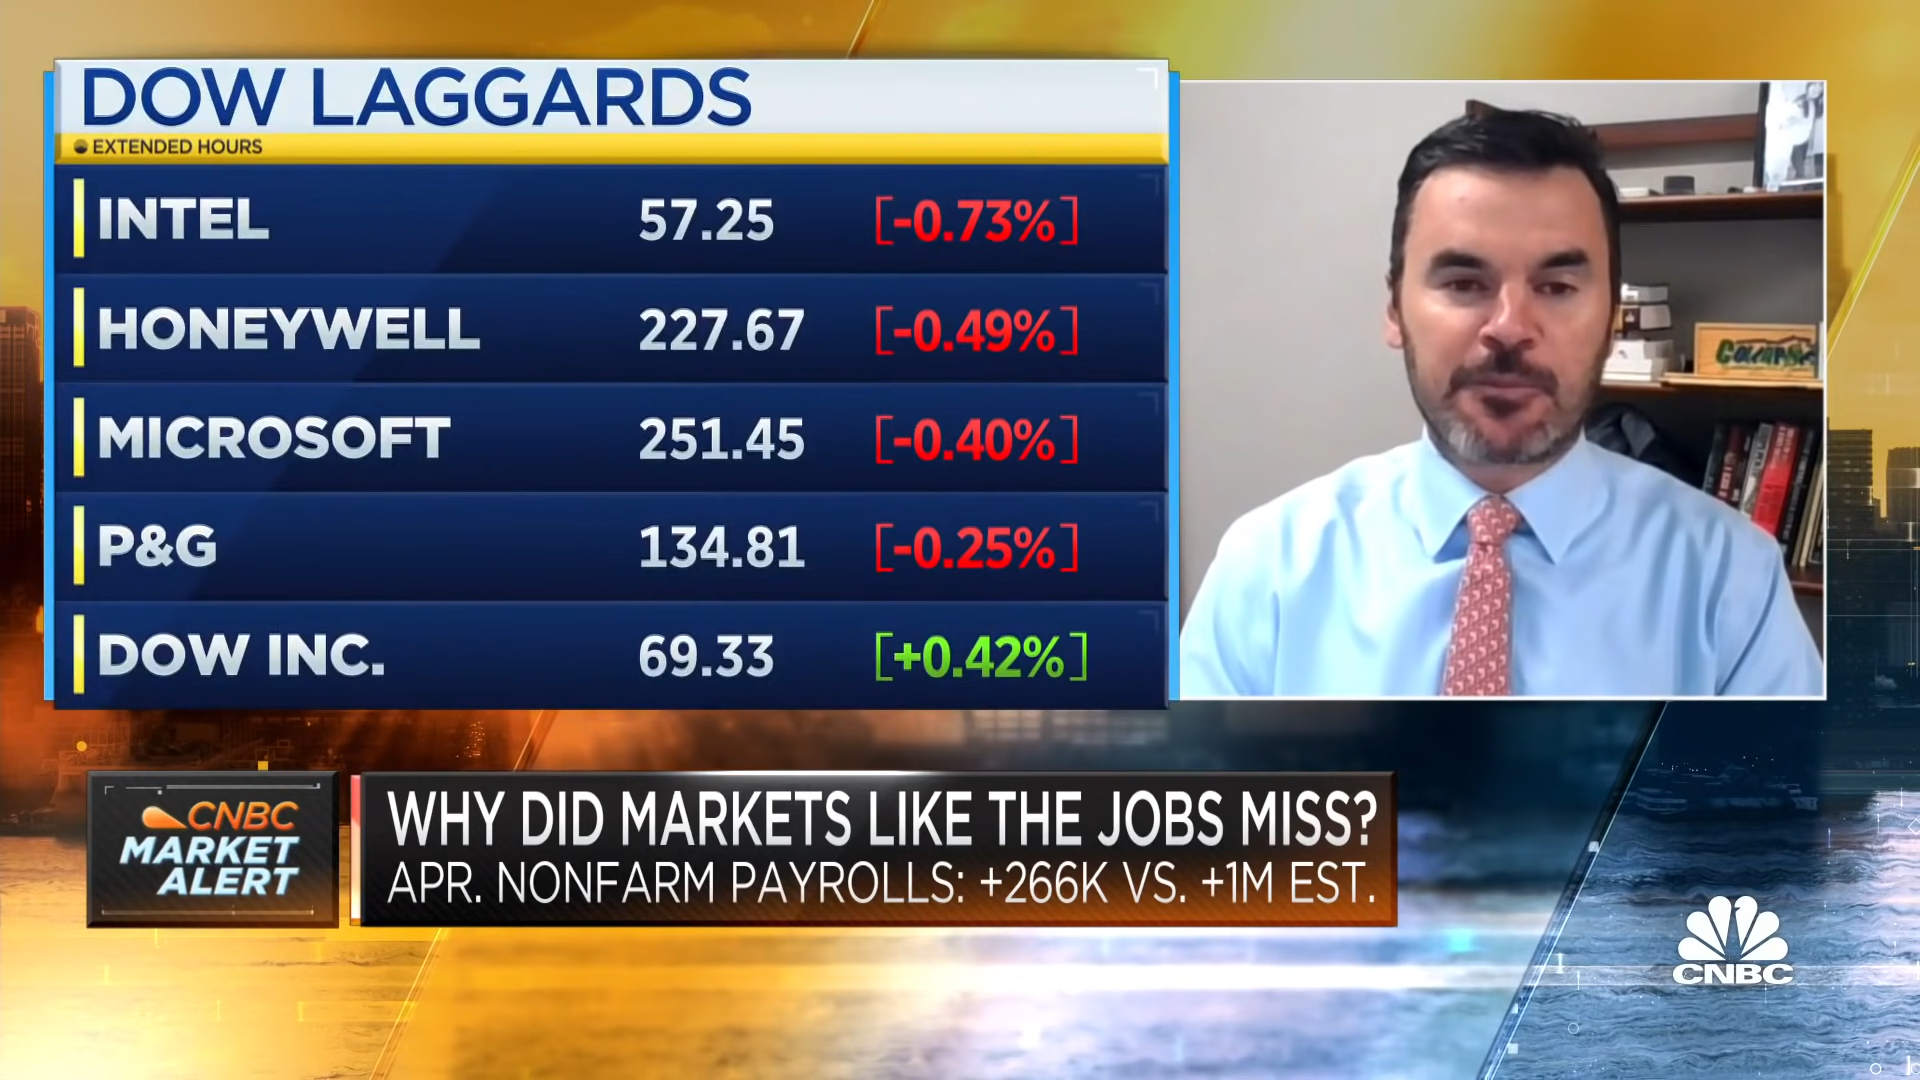 DOW LAGGARDS
EXTENDED HOURS
INTEL 57.25 [-0.73%]
HONEYWELL 227.67 [-0.49%]
MICROSOFT 251.45 [-0.40%]
P&G 134.81 [-0.25%]
DOW INC. 69.33 [+0.42%]
CNBC
MARKET
ALERT
WHY DID MARKETS LIKE THE JOBS MISS?
APR. NONFARM PAYROLLS: +266K VS. +1M EST.
CNBC